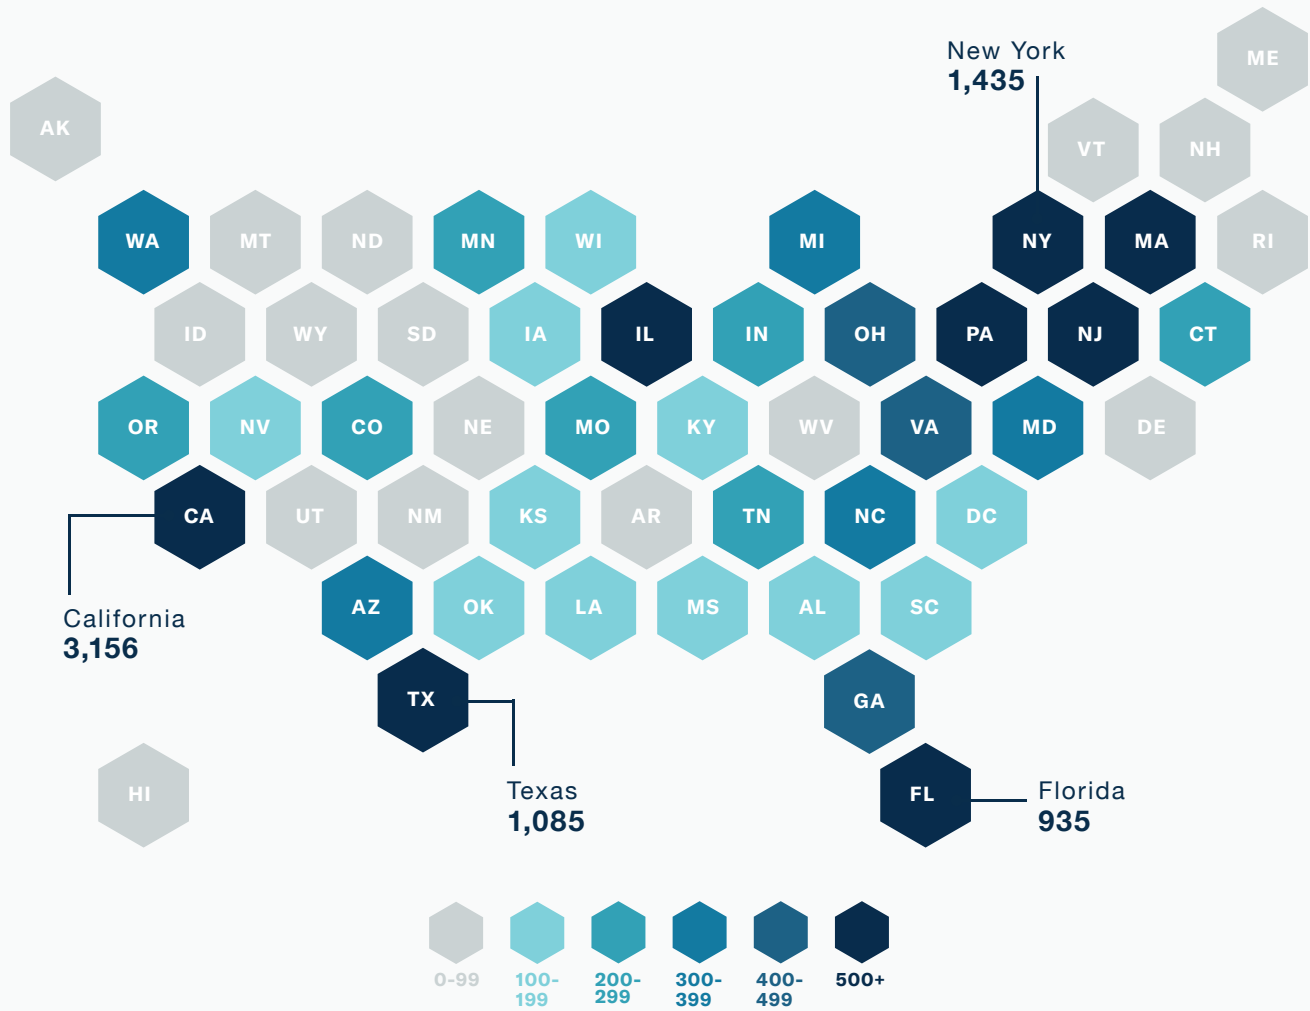 New York
1,435
ME
AK
VT
NH
WA
MT
ND
MN
WI
MI
NY
MA
RI
ID
WY
SD
IA
IL
IN
OH
PA
NJ
CT
OR
NV
CO
NE
MO
KY
WV
VA
MD
DE
CA
UT
NM
KS
AR
TN
NC
DC
AZ
OK
LA
MS
AL
SC
California
3,156
TX
GA
HI
Texas
1,085
FL
Florida
935
0-99
100-
199
200-
299
300-
399
400-
499
500+